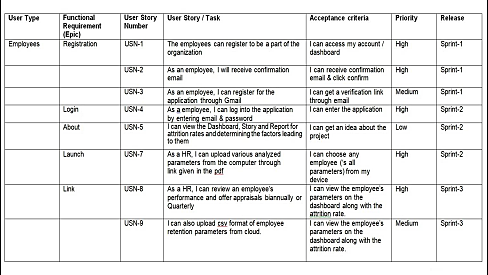 User Type Functional Requirement (Epic) User Story Number User Story / Task Acceptance criteria Priority Release
Employees Registration USN-1 The employees can register to be a part of the organization I can access my account / dashboard High Sprint-1
USN-2 As an employee, I will receive confirmation email I can receive confirmation email & click confirm High Sprint-1
USN-3 As an employee, I can register for the application through Gmail I can get a verification link through email Medium Sprint-1
Login USN-4 As a employee, I can log into the application by entering email & password I can enter the application High Sprint-2
About USN-5 I can view the Dashboard, Story and Report for attrition rates and determining the factors leading to them I can get an idea about the project Low Sprint-2
Launch USN-7 As a HR, I can upload various analyzed parameters from the computer through link given in the pdf I can choose any employee ('s all parameters) from my device High Sprint-2
Link USN-8 As a HR, I can review an employee's performance and offer appraisals biannually or Quarterly I can view the employee's parameters on the dashboard along with the attrition rate. High Sprint-3
USN-9 I can also upload csv format of employee retention parameters from cloud. I can view the employee's parameters on the dashboard along with the attrition rate. Medium Sprint-3